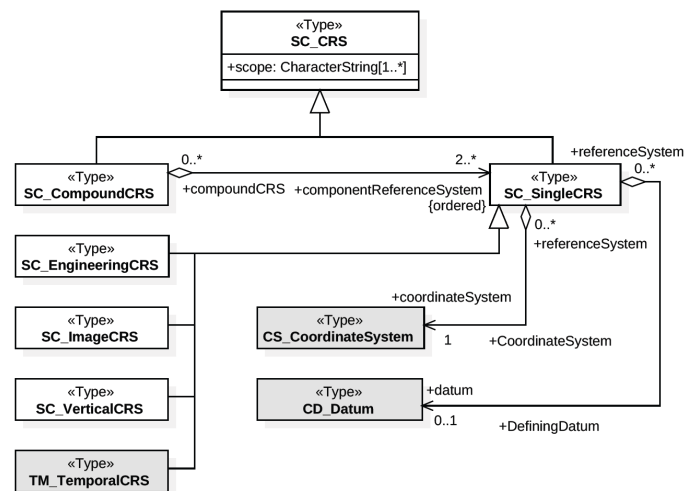 «Type»
SC_CRS
+scope: CharacterString[1..*]
+referenceSystem
«Type»
SC_CompoundCRS
0..*
2..*
«Type»
SC_SingleCRS
0..*
+compoundCRS
+componentReferenceSystem
{ordered}
0..*
+referenceSystem
«Type»
SC_EngineeringCRS
+coordinateSystem
«Type»
SC_ImageCRS
«Type»
CS_CoordinateSystem
1
+CoordinateSystem
«Type»
SC_VerticalCRS
«Type»
CD_Datum
+datum
0..1
+DefiningDatum
«Type»
TM_TemporalCRS